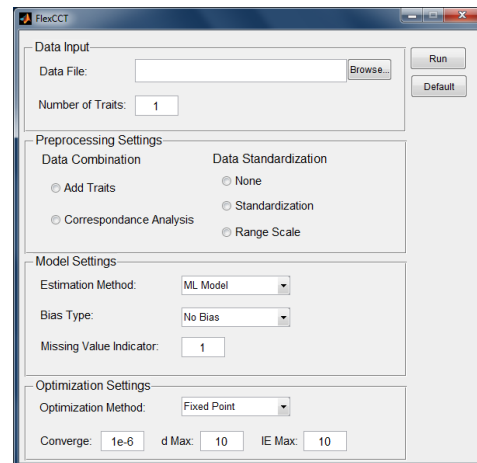 FlexCCT
Data Input
Data File:
Browse...
Number of Traits:
1
Run
Default
Preprocessing Settings
Data Combination
Data Standardization
Add Traits
None
Correspondance Analysis
Standardization
Range Scale
Model Settings
Estimation Method:
ML Model
Bias Type:
No Bias
Missing Value Indicator:
1
Optimization Settings
Optimization Method:
Fixed Point
Converge:
1e-6
d Max:
10
IE Max:
10